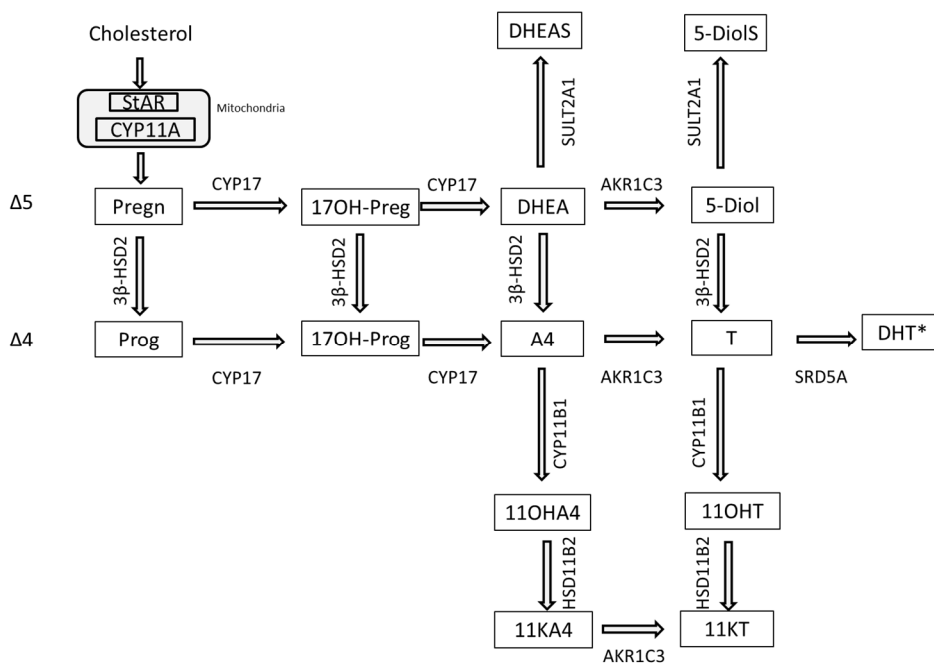 Cholesterol
StAR
CYP11A
Mitochondria
DHEAS
5-DiolS
SULT2A1
SULT2A1
Δ5
Pregn
CYP17
17OH-Preg
CYP17
DHEA
AKR1C3
5-Diol
3β-HSD2
3β-HSD2
3β-HSD2
3β-HSD2
Δ4
Prog
CYP17
17OH-Prog
CYP17
A4
AKR1C3
T
SRD5A
DHT*
CYP11B1
CYP11B1
11OHA4
11OHT
HSD11B2
HSD11B2
11KA4
AKR1C3
11KT